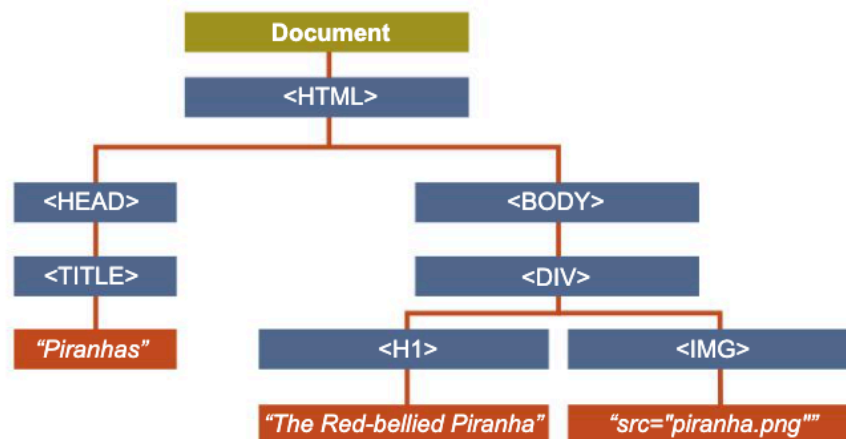 Document
<HTML>
<HEAD>
<BODY>
<TITLE>
<DIV>
“Piranhas”
<H1>
<IMG>
“The Red-bellied Piranha”
“src="piranha.png"”